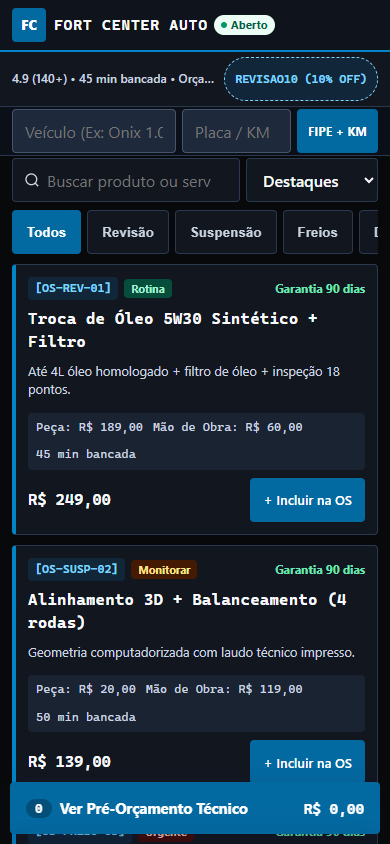 FC FORT CENTER AUTO Aberto
4.9 (140+) • 45 min bancada • Orça... REVISAO10 (10% OFF)
Veículo (Ex: Onix 1.0 Placa / KM FIPE + KM
Buscar produto ou serv Destaques
Todos Revisão Suspensão Freios
[OS-REV-01] Rotina Garantia 90 dias
Troca de Óleo 5W30 Sintético +
Filtro
Até 4L óleo homologado + filtro de óleo + inspeção 18
pontos.
Peça: R$ 189,00 Mão de Obra: R$ 60,00
45 min bancada
R$ 249,00 + Incluir na OS
[OS-SUSP-02] Monitorar Garantia 90 dias
Alinhamento 3D + Balanceamento (4
rodas)
Geometria computadorizada com laudo técnico impresso.
Peça: R$ 20,00 Mão de Obra: R$ 119,00
50 min bancada
R$ 139,00 + Incluir na OS
0 Ver Pré-Orçamento Técnico R$ 0,00